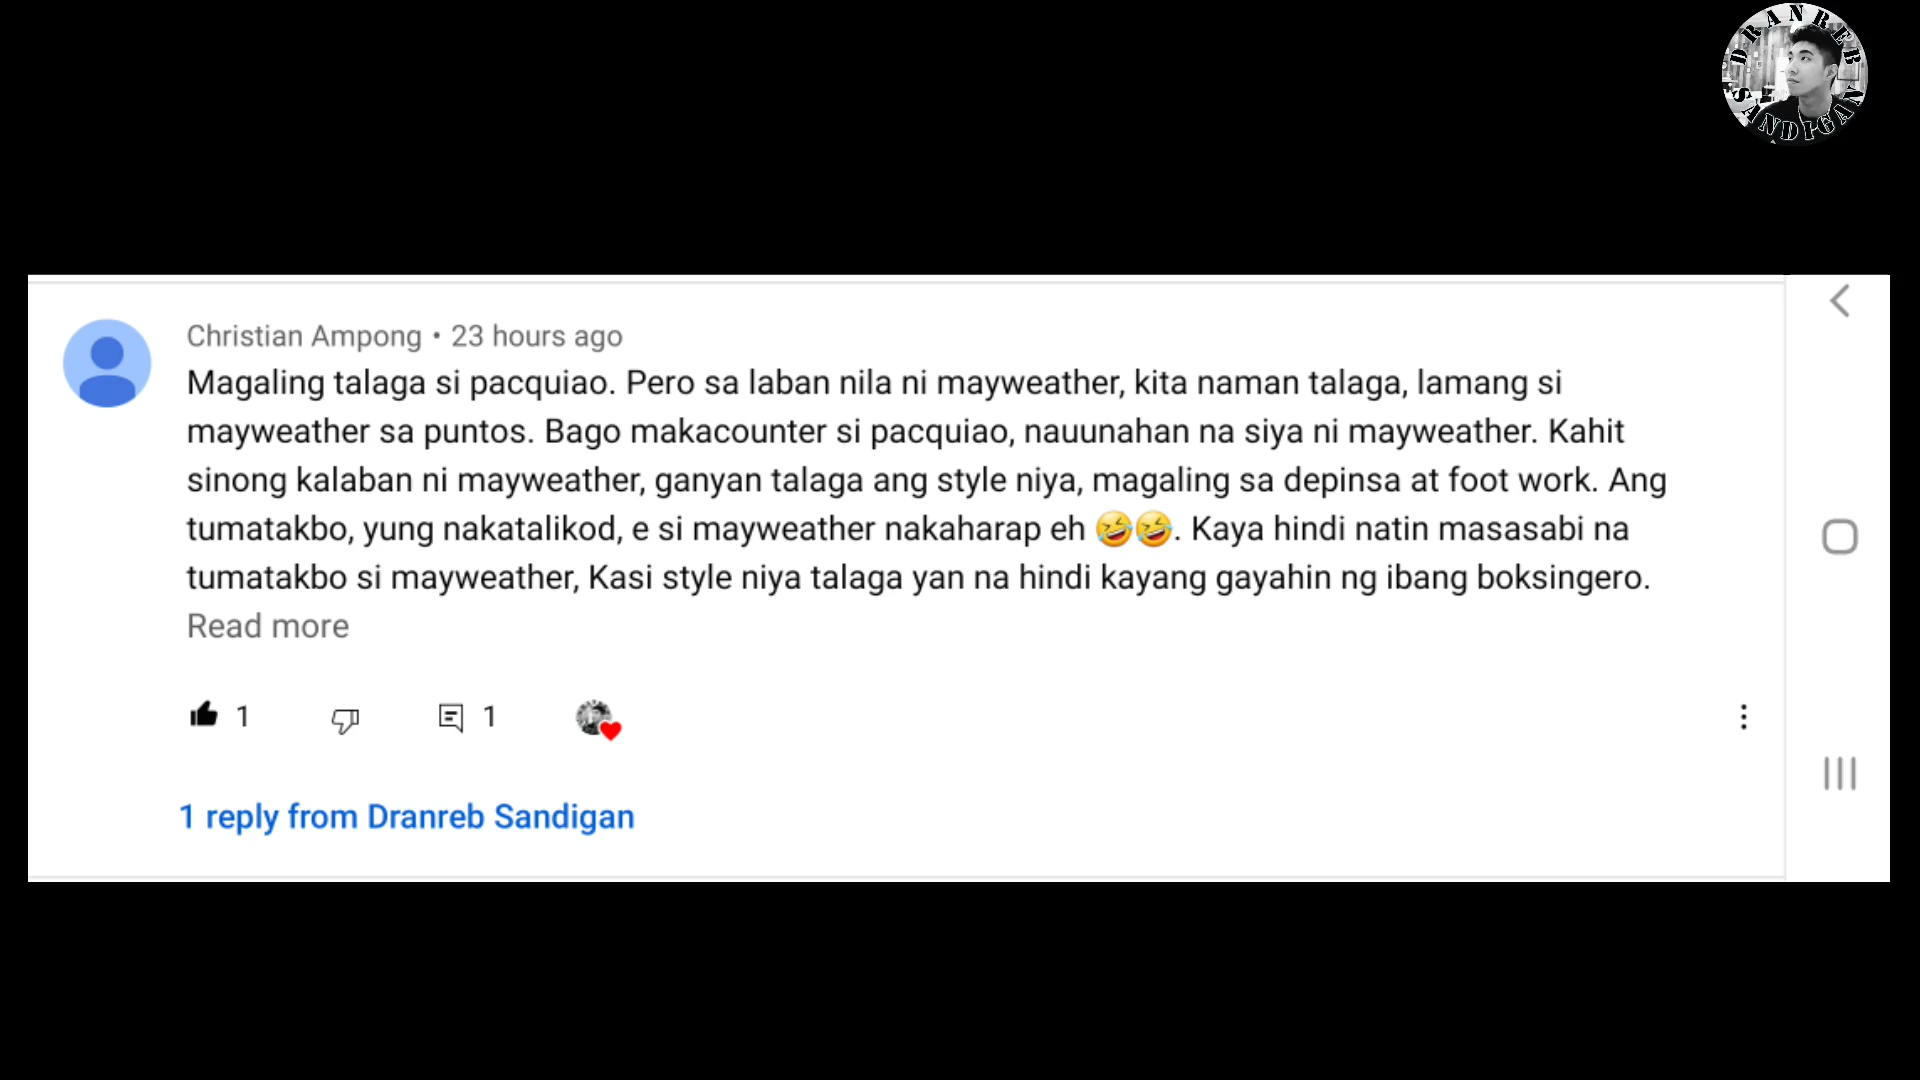 DRANREB
SANDIGAN
Christian Ampong • 23 hours ago
Magaling talaga si pacquiao. Pero sa laban nila ni mayweather, kita naman talaga, lamang si
mayweather sa puntos. Bago makacounter si pacquiao, nauunahan na siya ni mayweather. Kahit
sinong kalaban ni mayweather, ganyan talaga ang style niya, magaling sa depinsa at foot work. Ang
tumatakbo, yung nakatalikod, e si mayweather nakaharap eh 🤣🤣. Kaya hindi natin masasabi na
tumatakbo si mayweather, Kasi style niya talaga yan na hindi kayang gayahin ng ibang boksingero.
Read more
1 1
1 reply from Dranreb Sandigan